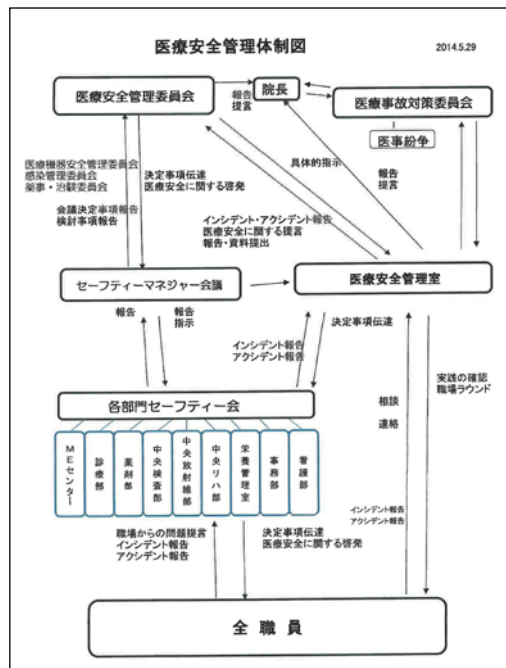 医療安全管理体制図
2014.5.29
医療安全管理委員会
報告
提言
院長
医療事故対策委員会
医事紛争
医療機器安全管理委員会
感染管理委員会
薬事・治験委員会
会議決定事項報告
検討事項報告
決定事項伝達
医療安全に関する啓発
具体的指示
報告
提言
インシデント・アクシデント報告
医療安全に関する提言
報告・資料提出
セーフティーマネジャー会議
医療安全管理室
報告
報告
指示
インシデント報告
アクシデント報告
決定事項伝達
実践の確認
職場ラウンド
相談
連絡
各部門セーフティー会
MEセンター
診療部
薬剤部
中央検査部
中央放射線部
中央リハ部
栄養管理室
事務部
看護部
インシデント報告
アクシデント報告
職場からの問題提言
インシデント報告
アクシデント報告
決定事項伝達
医療安全に関する啓発
全職員